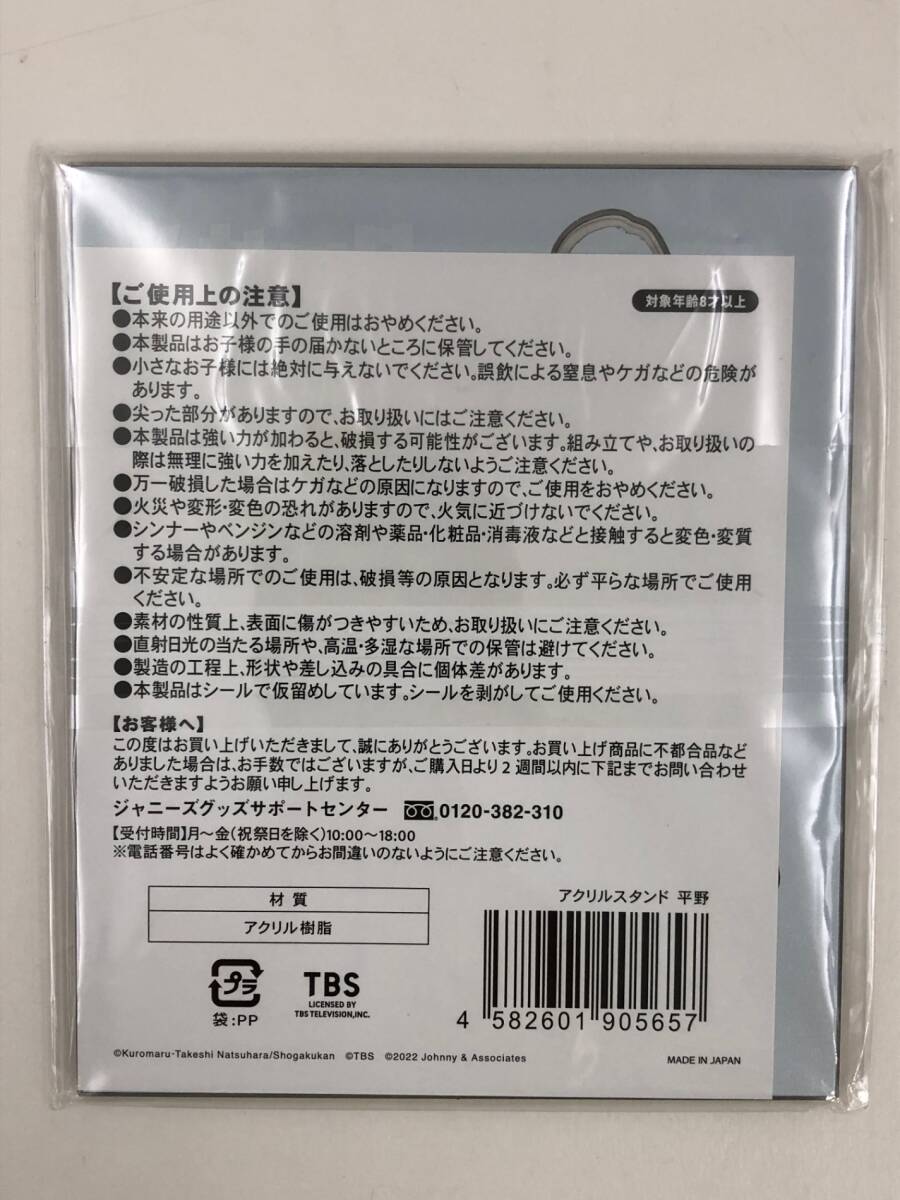 【ご使用上の注意】
対象年齢8才以上
●本来の用途以外でのご使用はおやめください。
●本製品はお子様の手の届かないところに保管してください。
●小さなお子様には絶対に与えないでください。誤飲による窒息やケガなどの危険が
あります。
●尖った部分がありますので、お取り扱いにはご注意ください。
●本製品は強い力が加わると、破損する可能性がございます。組み立てや、お取り扱いの
際は無理に強い力を加えたり、落としたりしないようご注意ください。
●万一破損した場合はケガなどの原因になりますので、ご使用をおやめください。
●火災や変形・変色の恐れがありますので、火気に近づけないでください。
●シンナーやベンジンなどの溶剤や薬品・化粧品・消毒液などと接触すると変色・変質
する場合があります。
●不安定な場所でのご使用は、破損等の原因となります。必ず平らな場所でご使用
ください。
●素材の性質上、表面に傷がつきやすいため、お取り扱いにご注意ください。
●直射日光の当たる場所や、高温・多湿な場所での保管は避けてください。
●製造の工程上、形状や差し込みの具合に個体差があります。
●本製品はシールで仮留めしています。シールを剥がしてご使用ください。
【お客様へ】
この度はお買い上げいただきまして、誠にありがとうございます。お買い上げ商品に不都合品など
ありました場合は、お手数ではございますが、ご購入日より2週間以内に下記までお問い合わせ
いただきますようお願い申し上げます。
ジャニーズグッズサポートセンター 0120-382-310
【受付時間】月〜金(祝祭日を除く)10:00〜18:00
※電話番号はよく確かめてからお間違いのないようにご注意ください。
材質
アクリル樹脂
アクリルスタンド 平野
プラ
袋:PP
TBS
LICENSED BY
TBS TELEVISION,INC.
4 582601 905657
©Kuromaru・Takeshi Natsuhara/Shogakukan ©TBS ©2022 Johnny & Associates
MADE IN JAPAN